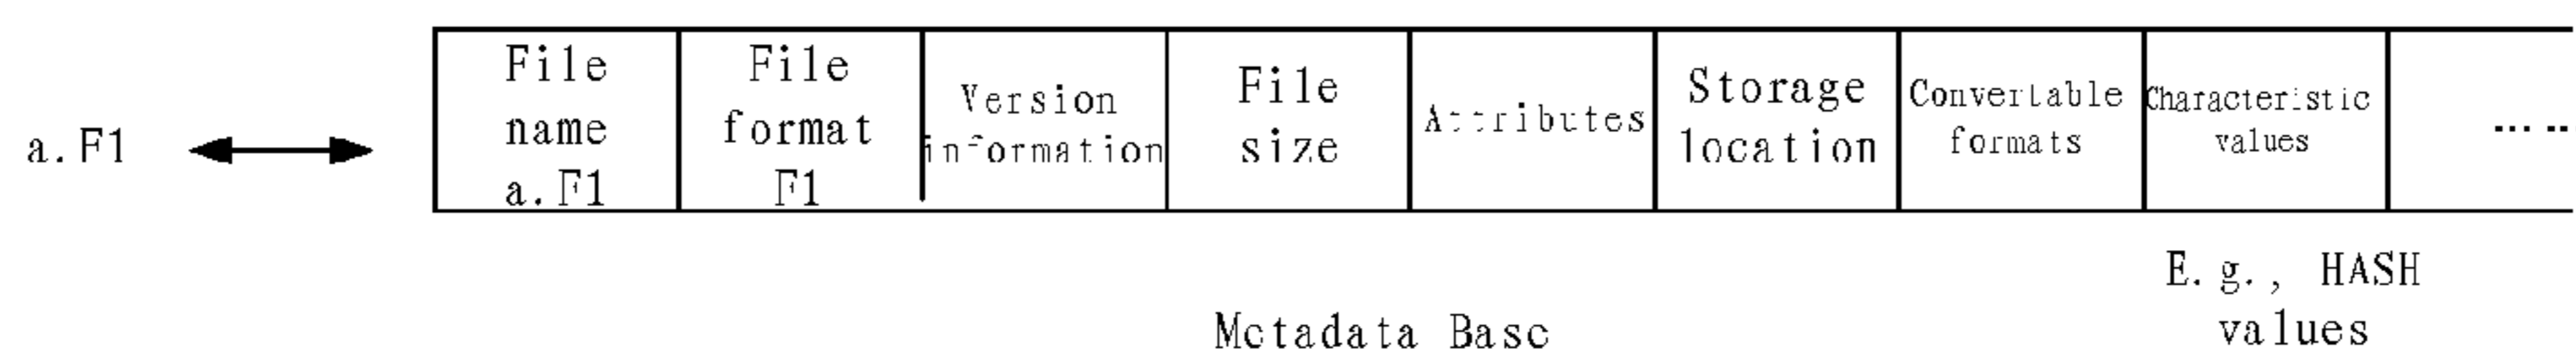 a.F1
File
name
a.F1
File
format
F1
Version
information
File
size
Attributes
Storage
location
Convertable
formats
Characteristic
values
... ..
E.g., HASH
values
Metadata Base